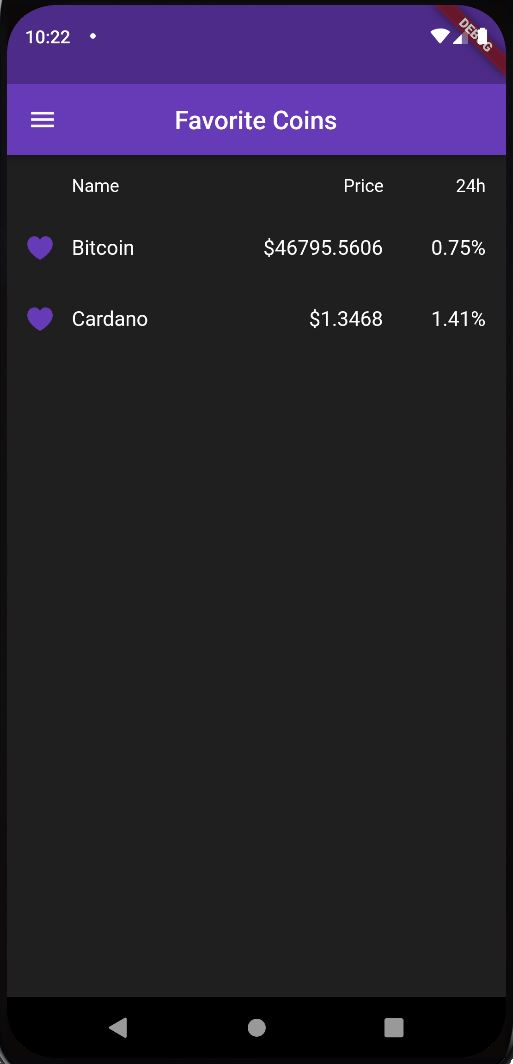 10:22
DEBUG
Favorite Coins
Name Price 24h
Bitcoin $46795.5606 0.75%
Cardano $1.3468 1.41%